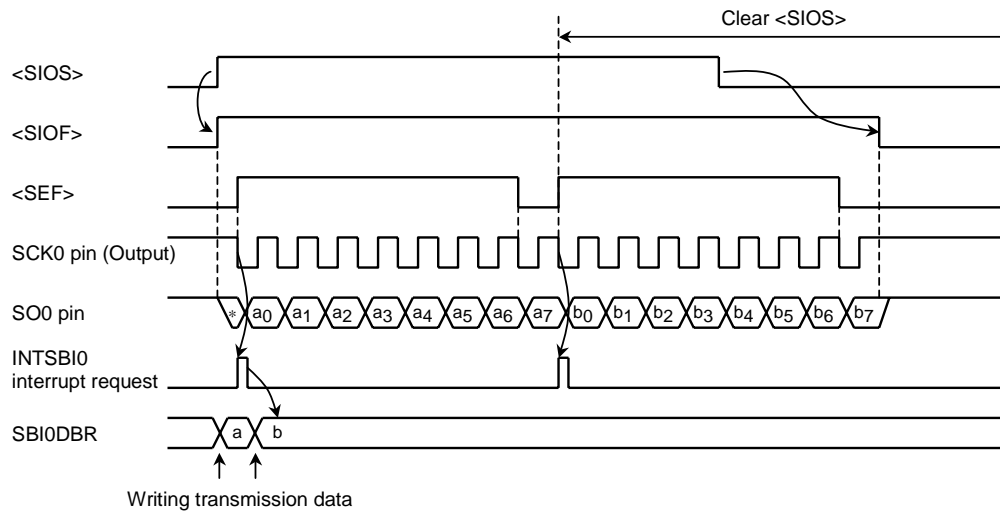 Clear <SIOS>
<SIOS>
<SIOF>
<SEF>
SCK0 pin (Output)
SO0 pin
* a0 a1 a2 a3 a4 a5 a6 a7 b0 b1 b2 b3 b4 b5 b6 b7
INTSBI0
interrupt request
SBI0DBR
a b
Writing transmission data